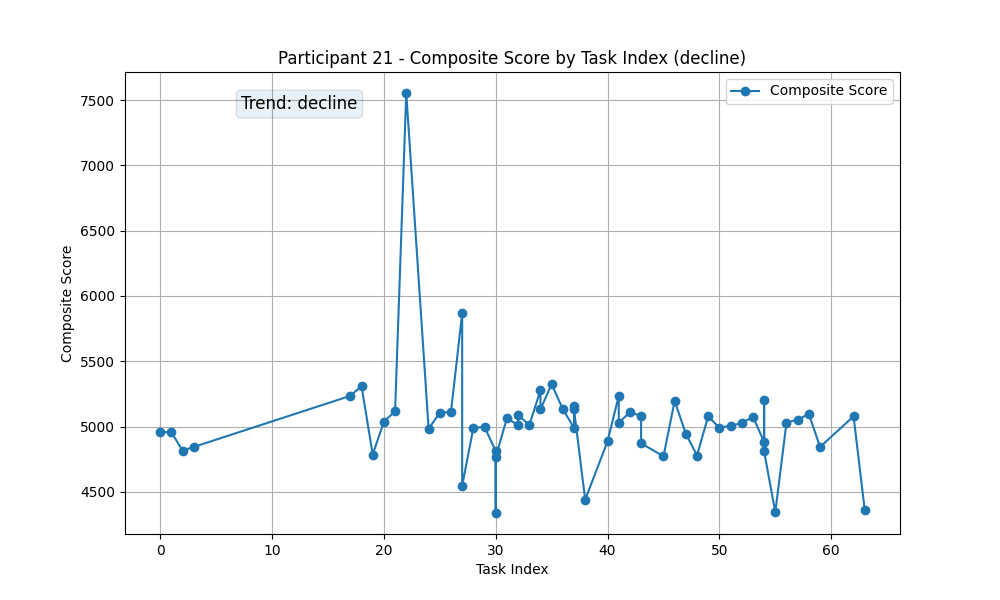 Participant 21 - Composite Score by Task Index (decline)
Trend: decline
Composite Score
7500
7000
6500
6000
5500
5000
4500
Composite Score
0
10
20
30
40
50
60
Task Index